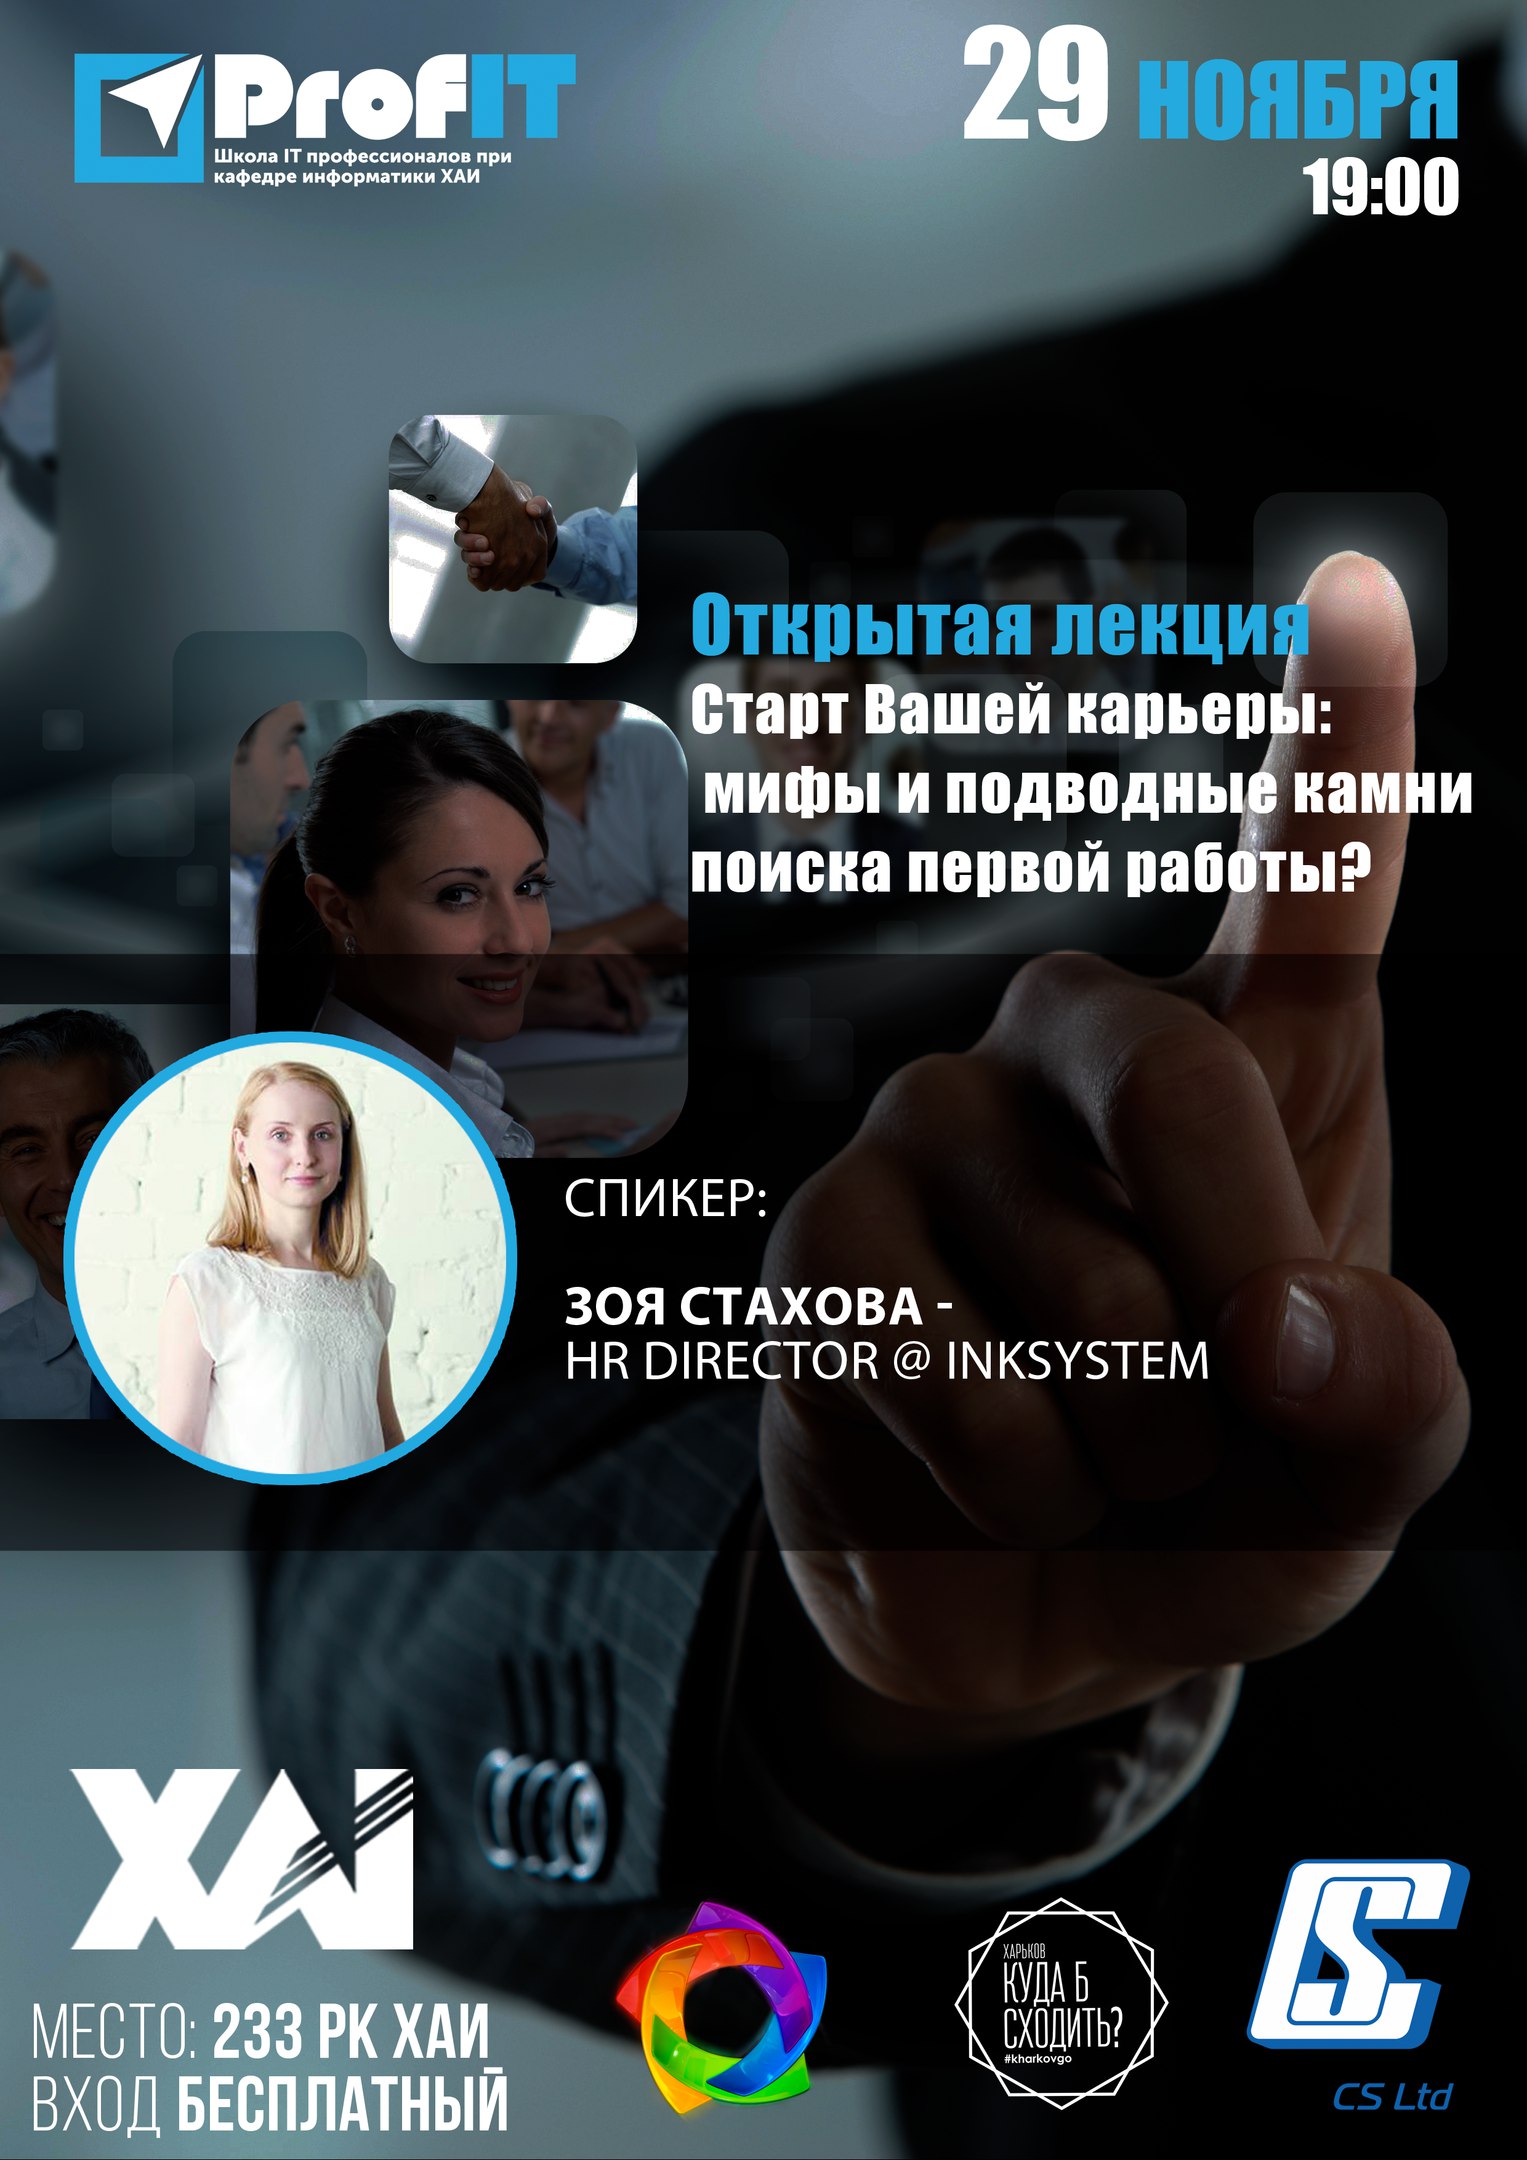 ProfIT
Школа IT профессионалов при
кафедре информатики ХАИ
29 НОЯБРЯ
19:00
Открытая лекция
Старт Вашей карьеры:
мифы и подводные камни
поиска первой работы?
СПИКЕР:
ЗОЯ СТАХОВА -
HR DIRECTOR @ INKSYSTEM
ХАІ
МЕСТО: 233 РК ХАИ
ВХОД БЕСПЛАТНЫЙ
ХАРЬКОВ
КУДА Б
СХОДИТЬ?
#kharkovgo
CS
CS Ltd